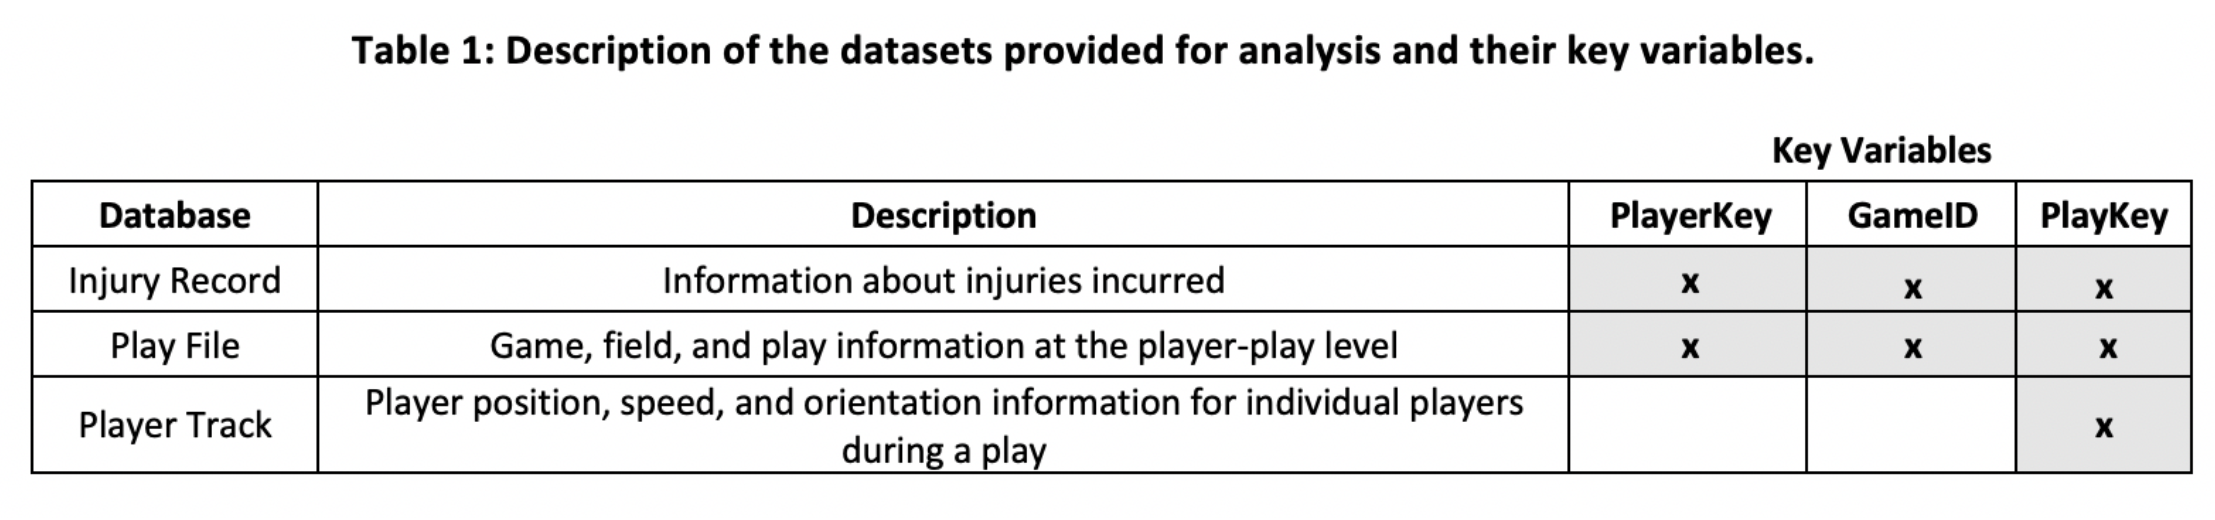 Table 1: Description of the datasets provided for analysis and their key variables.
Key Variables
Database Description PlayerKey GameID PlayKey
Injury Record Information about injuries incurred x x x
Play File Game, field, and play information at the player-play level x x x
Player Track Player position, speed, and orientation information for individual players
during a play x